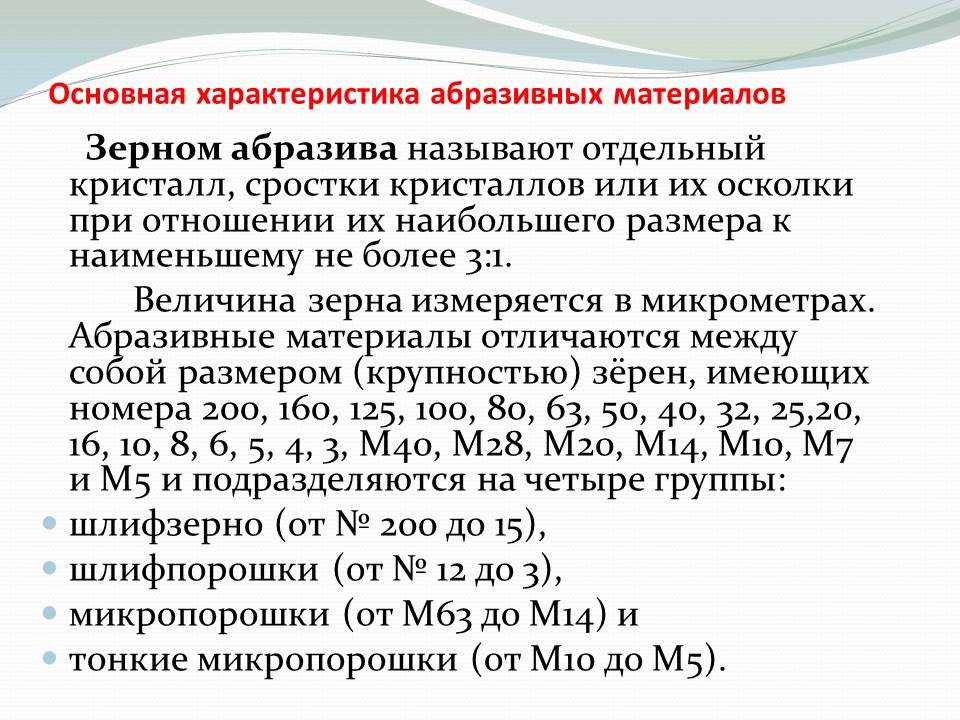 Основная характеристика абразивных материалов
Зерном абразива называют отдельный
кристалл, сростки кристаллов или их осколки
при отношении их наибольшего размера к
наименьшему не более 3:1.
Величина зерна измеряется в микрометрах.
Абразивные материалы отличаются между
собой размером (крупностью) зёрен, имеющих
номера 200, 160, 125, 100, 80, 63, 50, 40, 32, 25,20,
16, 10, 8, 6, 5, 4, 3, М40, М28, М20, М14, М10, М7
и М5 и подразделяются на четыре группы:
• шлифзерно (от № 200 до 15),
• шлифпорошки (от № 12 до 3),
• микропорошки (от М63 до М14) и
• тонкие микропорошки (от М10 до М5).